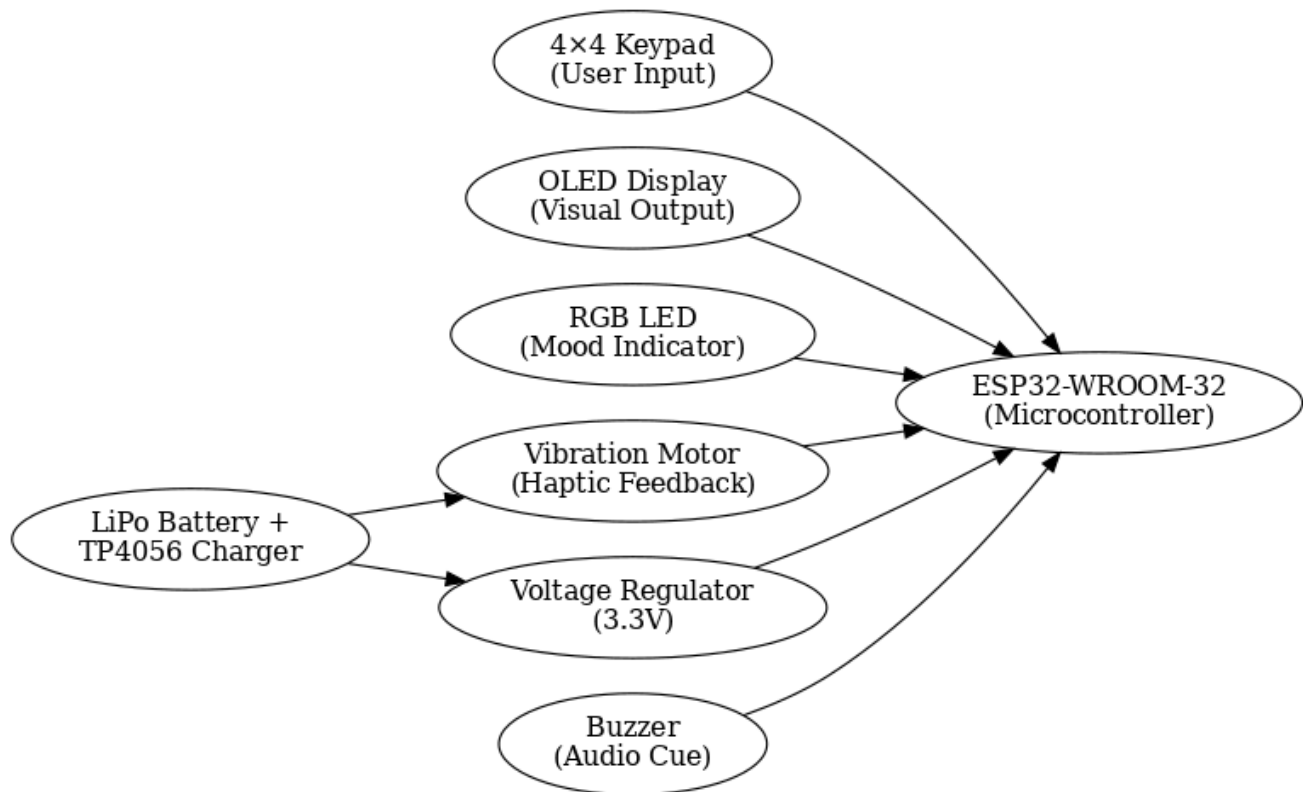 4×4 Keypad
(User Input)
OLED Display
(Visual Output)
RGB LED
(Mood Indicator)
ESP32-WROOM-32
(Microcontroller)
Vibration Motor
(Haptic Feedback)
LiPo Battery +
TP4056 Charger
Voltage Regulator
(3.3V)
Buzzer
(Audio Cue)